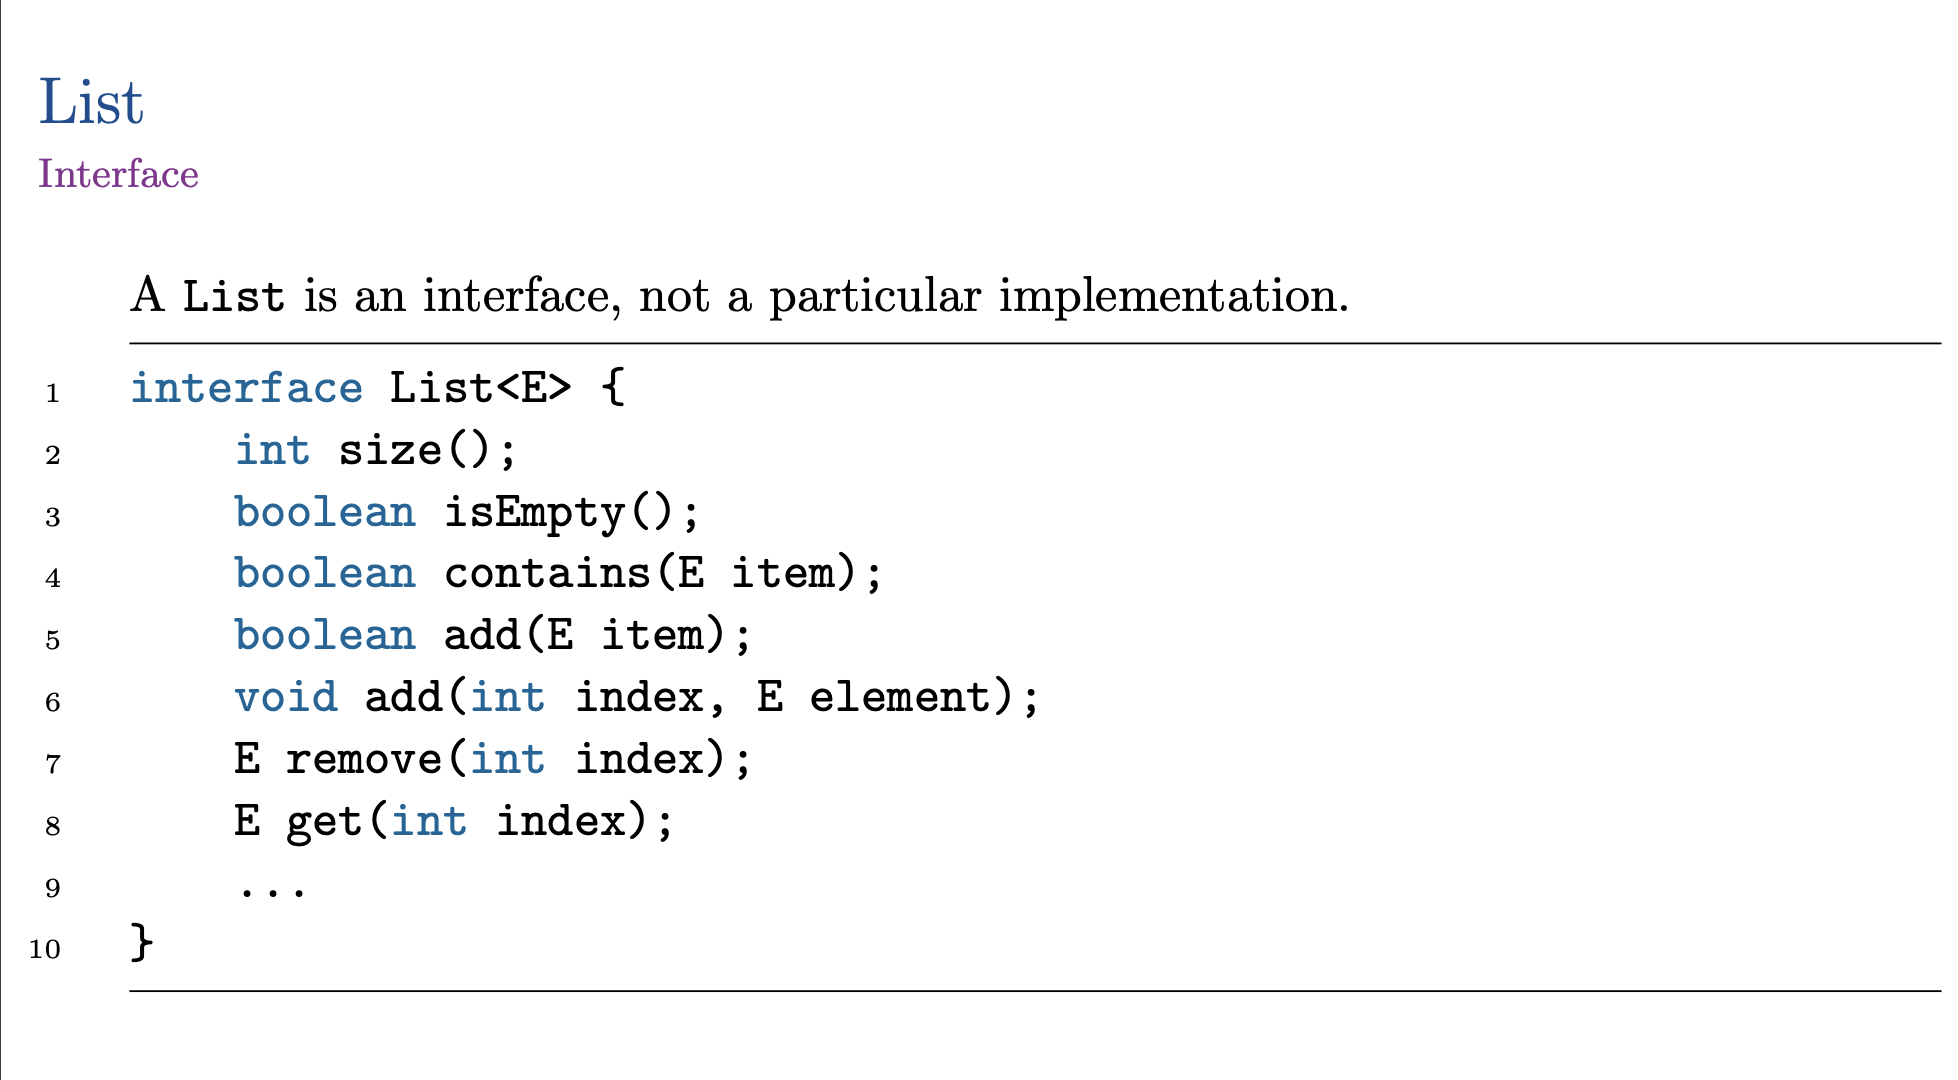 List
Interface
A List is an interface, not a particular implementation.
1 interface List<E> {
2     int size();
3     boolean isEmpty();
4     boolean contains(E item);
5     boolean add(E item);
6     void add(int index, E element);
7     E remove(int index);
8     E get(int index);
9     ...
10 }